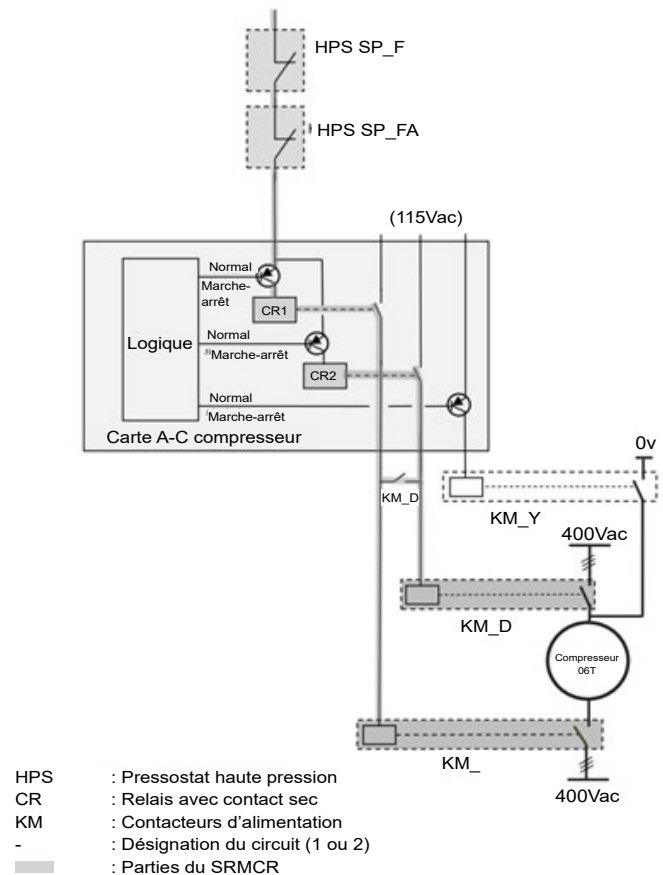 HPS SP_F
HPS SP_FA
(115Vac)
Normal
Marche-
arrêt
CR1
Logique
Normal
Marche-arrêt
CR2
Normal
Marche-arrêt
Carte A-C compresseur
0v
KM_D
KM_Y
400Vac
KM_D
Compresseur
06T
KM_
400Vac
HPS : Pressostat haute pression
CR : Relais avec contact sec
KM : Contacteurs d'alimentation
- : Désignation du circuit (1 ou 2)
: Parties du SRMCR